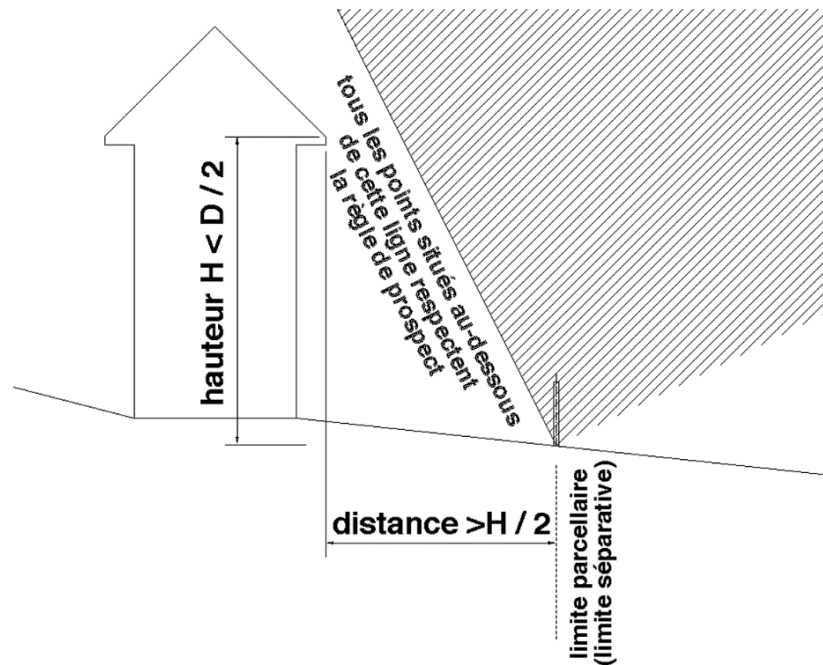 hauteur H < D / 2
tous les points situés au-dessous
de cette ligne respectent
la règle de prospect
distance >H / 2
limite parcellaire
(limite séparative)